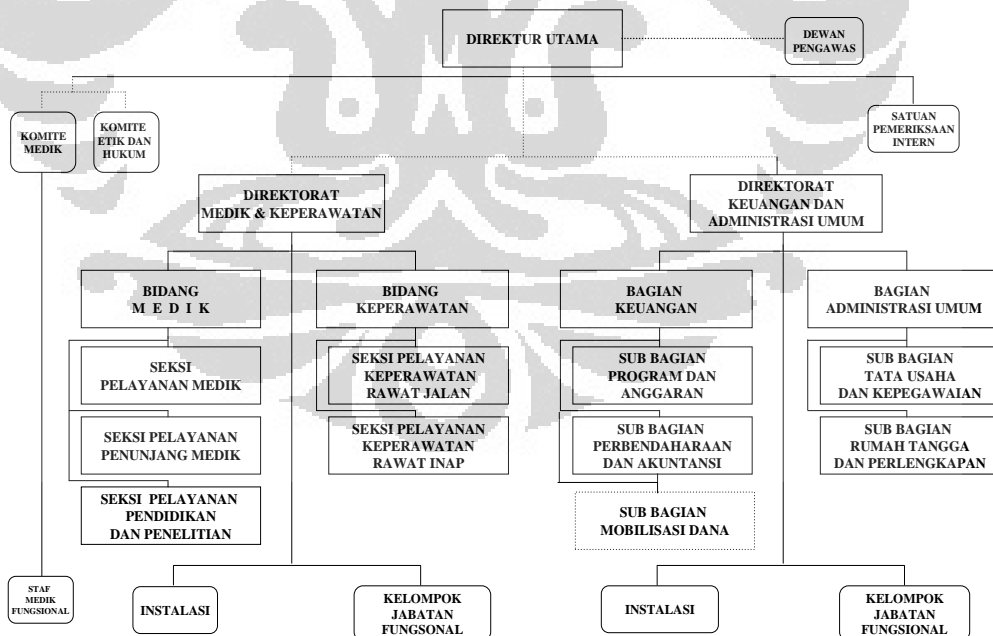 DIREKTUR UTAMA
DEWAN
PENGAWAS
KOMITE
MEDIK
KOMITE
ETIK DAN
HUKUM
SATUAN
PEMERIKSAAN
INTERN
DIREKTORAT
MEDIK & KEPERAWATAN
DIREKTORAT
KEUANGAN DAN
ADMINISTRASI UMUM
BIDANG
M E D I K
BIDANG
KEPERAWATAN
BAGIAN
KEUANGAN
BAGIAN
ADMINISTRASI UMUM
SEKSI
PELAYANAN MEDIK
SEKSI PELAYANAN
KEPERAWATAN
RAWAT JALAN
SUB BAGIAN
PROGRAM DAN
ANGGARAN
SUB BAGIAN
TATA USAHA
DAN KEPEGAWAIAN
SEKSI PELAYANAN
PENUNJANG MEDIK
SEKSI PELAYANAN
KEPERAWATAN
RAWAT INAP
SUB BAGIAN
PERBENDAHARAAN
DAN AKUNTANSI
SUB BAGIAN
RUMAH TANGGA
DAN PERLENGKAPAN
SEKSI PELAYANAN
PENDIDIKAN
DAN PENELITIAN
SUB BAGIAN
MOBILISASI DANA
STAF
MEDIK
FUNGSIONAL
INSTALASI
KELOMPOK
JABATAN
FUNGSONAL
INSTALASI
KELOMPOK
JABATAN
FUNGSIONAL